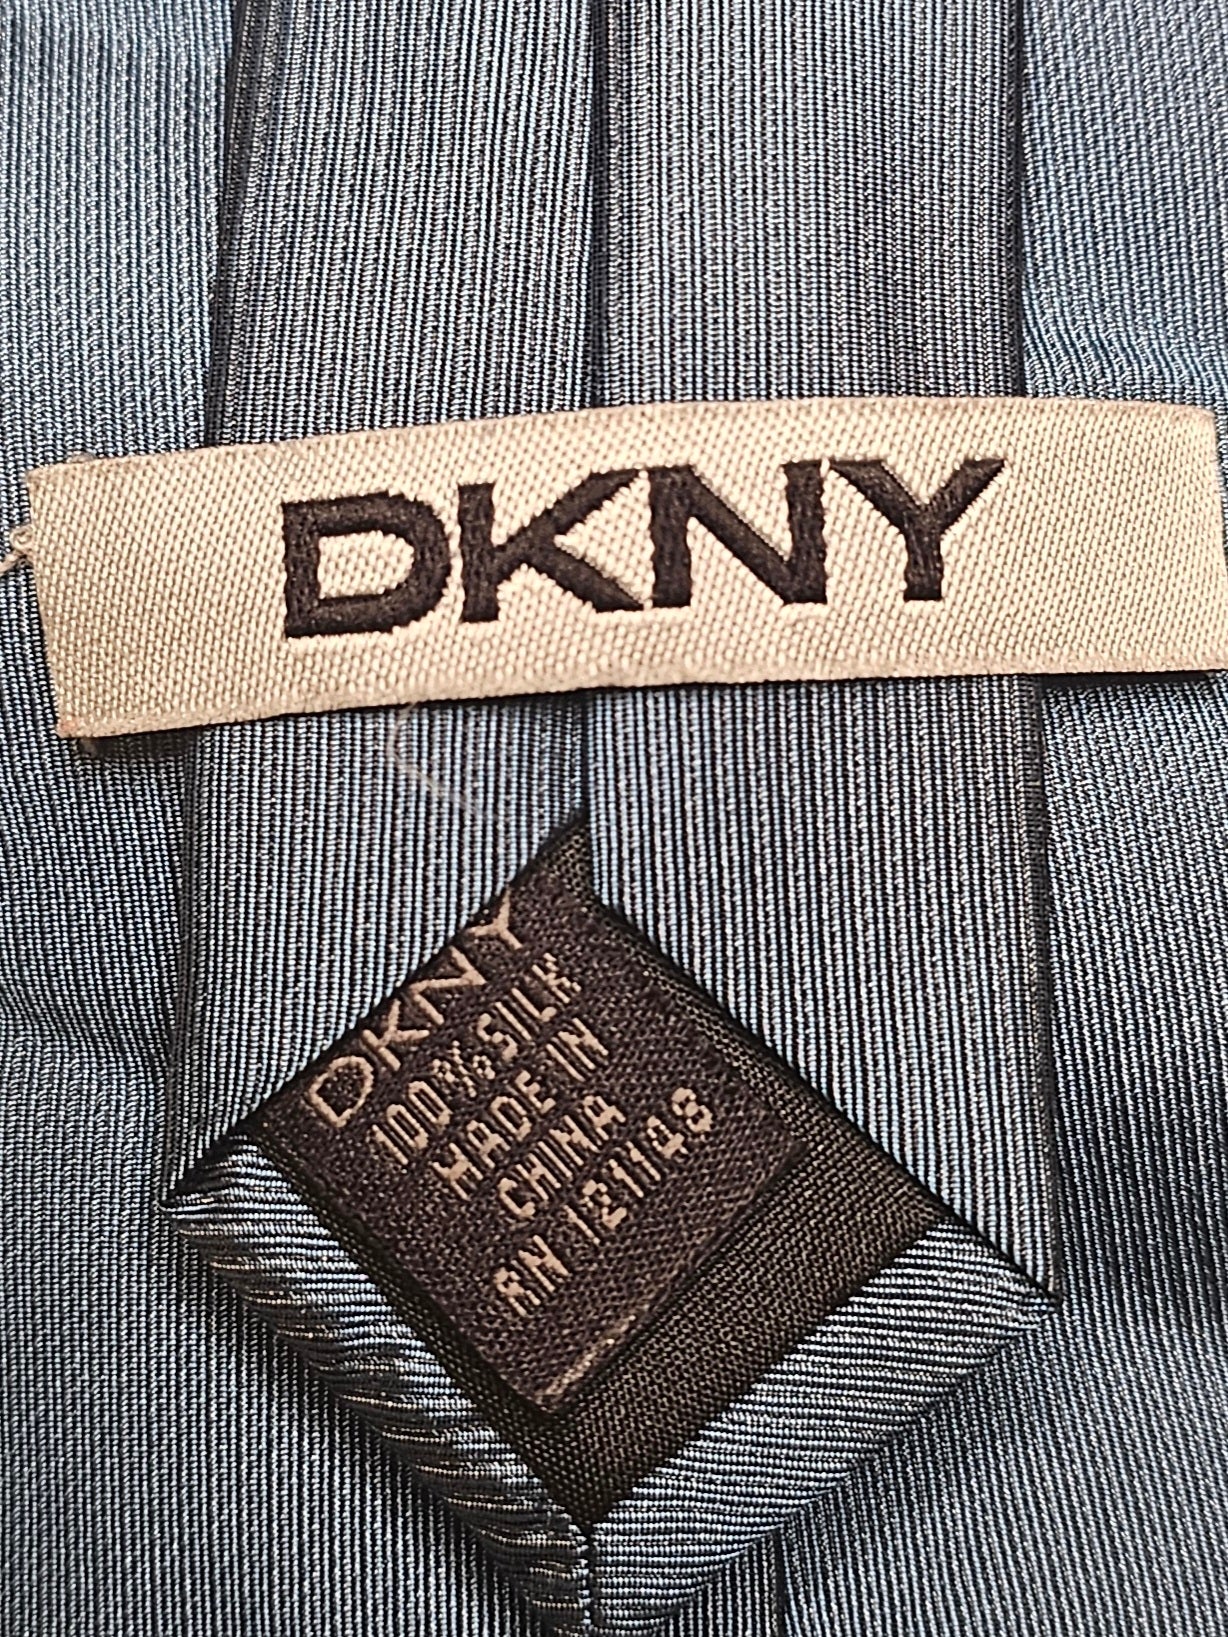 DKNY
DKNY
100% SILK
MADE IN
CHINA
RN 121148